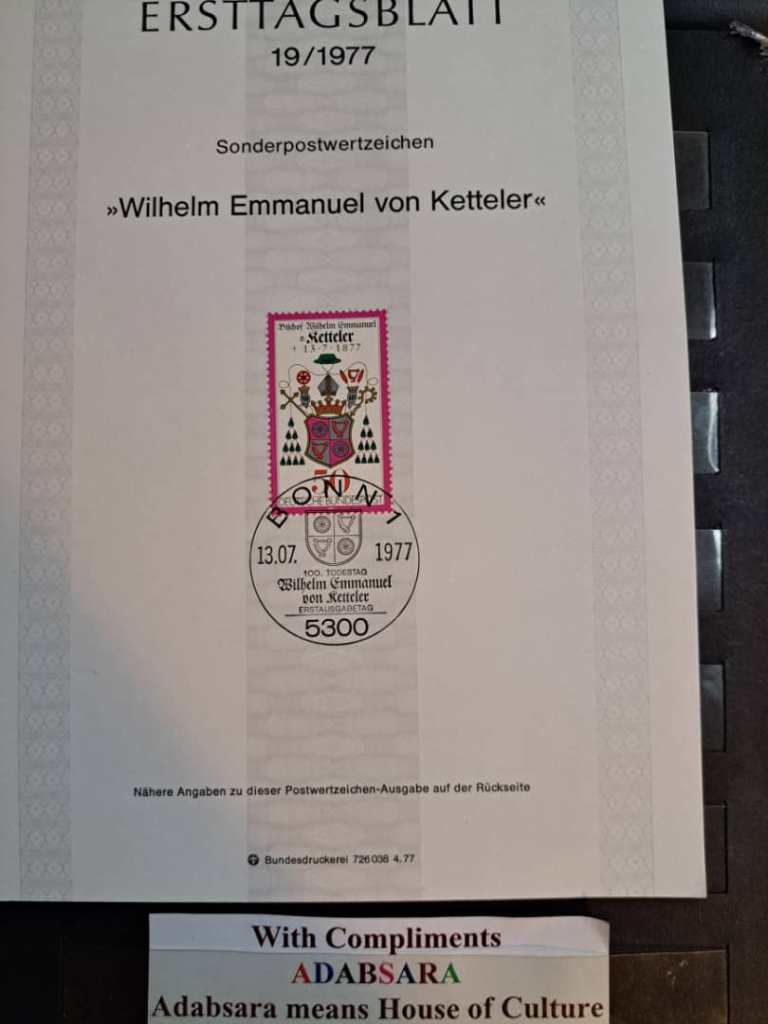 ERSTTAGSBLATT
19/1977
Sonderpostwertzeichen
»Wilhelm Emmanuel von Ketteler«
Bischof Wilhelm Emmanuel
v. Ketteler
† 13·7·1877
50
DEUTSCHE BUNDESPOST
BONN 1
13.07. 1977
100. TODESTAG
Wilhelm Emmanuel
von Ketteler
ERSTAUSGABETAG
5300
Nähere Angaben zu dieser Postwertzeichen-Ausgabe auf der Rückseite
Bundesdruckerei 726038 4.77
With Compliments
ADABSARA
Adabsara means House of Culture